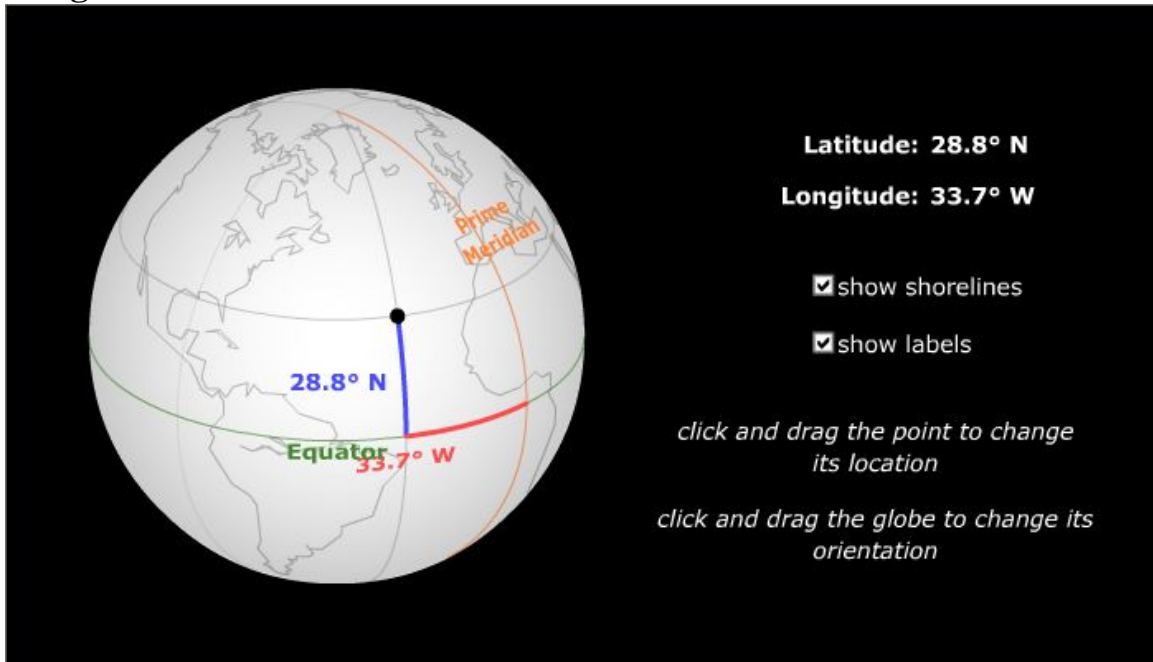 Latitude: 28.8° N
Longitude: 33.7° W
show shorelines
show labels
click and drag the point to change
its location
click and drag the globe to change its
orientation
Prime
Meridian
28.8° N
Equator
33.7° W